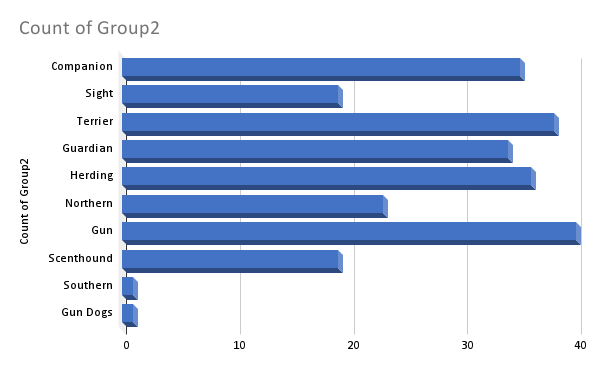 Count of Group2
Count of Group2
Companion
Sight
Terrier
Guardian
Herding
Northern
Gun
Scenthound
Southern
Gun Dogs
0 10 20 30 40